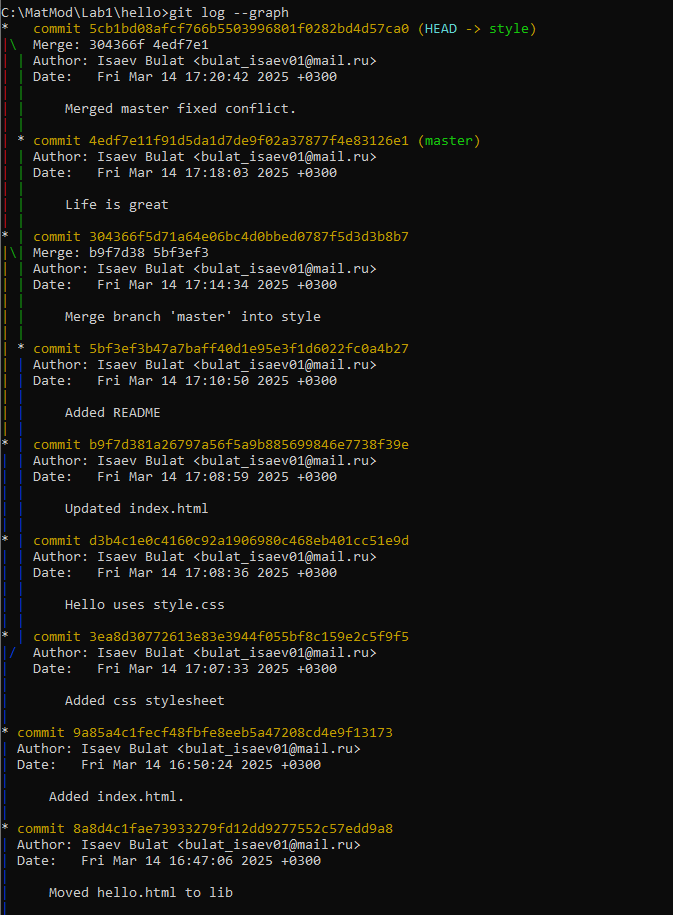 C:\MatMod\Lab1\hello>git log --graph
*   commit 5cb1bd08afcf766b5503996801f0282bd4d57ca0 (HEAD -> style)
|\  Merge: 304366f 4edf7e1
| | Author: Isaev Bulat <bulat_isaev01@mail.ru>
| | Date:   Fri Mar 14 17:20:42 2025 +0300
| |
| |     Merged master fixed conflict.
| |
| * commit 4edf7e11f91d5da1d7de9f02a37877f4e83126e1 (master)
| | Author: Isaev Bulat <bulat_isaev01@mail.ru>
| | Date:   Fri Mar 14 17:18:03 2025 +0300
| |
| |     Life is great
| |
* | commit 304366f5d71a64e06bc4d0bbed0787f5d3d3b8b7
|\| Merge: b9f7d38 5bf3ef3
| | Author: Isaev Bulat <bulat_isaev01@mail.ru>
| | Date:   Fri Mar 14 17:14:34 2025 +0300
| |
| |     Merge branch 'master' into style
| |
| * commit 5bf3ef3b47a7baff40d1e95e3f1d6022fc0a4b27
| | Author: Isaev Bulat <bulat_isaev01@mail.ru>
| | Date:   Fri Mar 14 17:10:50 2025 +0300
| |
| |     Added README
| |
* | commit b9f7d381a26797a56f5a9b885699846e7738f39e
| | Author: Isaev Bulat <bulat_isaev01@mail.ru>
| | Date:   Fri Mar 14 17:08:59 2025 +0300
| |
| |     Updated index.html
| |
* | commit d3b4c1e0c4160c92a1906980c468eb401cc51e9d
| | Author: Isaev Bulat <bulat_isaev01@mail.ru>
| | Date:   Fri Mar 14 17:08:36 2025 +0300
| |
| |     Hello uses style.css
| |
* | commit 3ea8d30772613e83e3944f055bf8c159e2c5f9f5
|/  Author: Isaev Bulat <bulat_isaev01@mail.ru>
|   Date:   Fri Mar 14 17:07:33 2025 +0300
|
|       Added css stylesheet
|
* commit 9a85a4c1fecf48fbfe8eeb5a47208cd4e9f13173
| Author: Isaev Bulat <bulat_isaev01@mail.ru>
| Date:   Fri Mar 14 16:50:24 2025 +0300
|
|     Added index.html.
|
* commit 8a8d4c1fae73933279fd12dd9277552c57edd9a8
| Author: Isaev Bulat <bulat_isaev01@mail.ru>
| Date:   Fri Mar 14 16:47:06 2025 +0300
|
|     Moved hello.html to lib
|